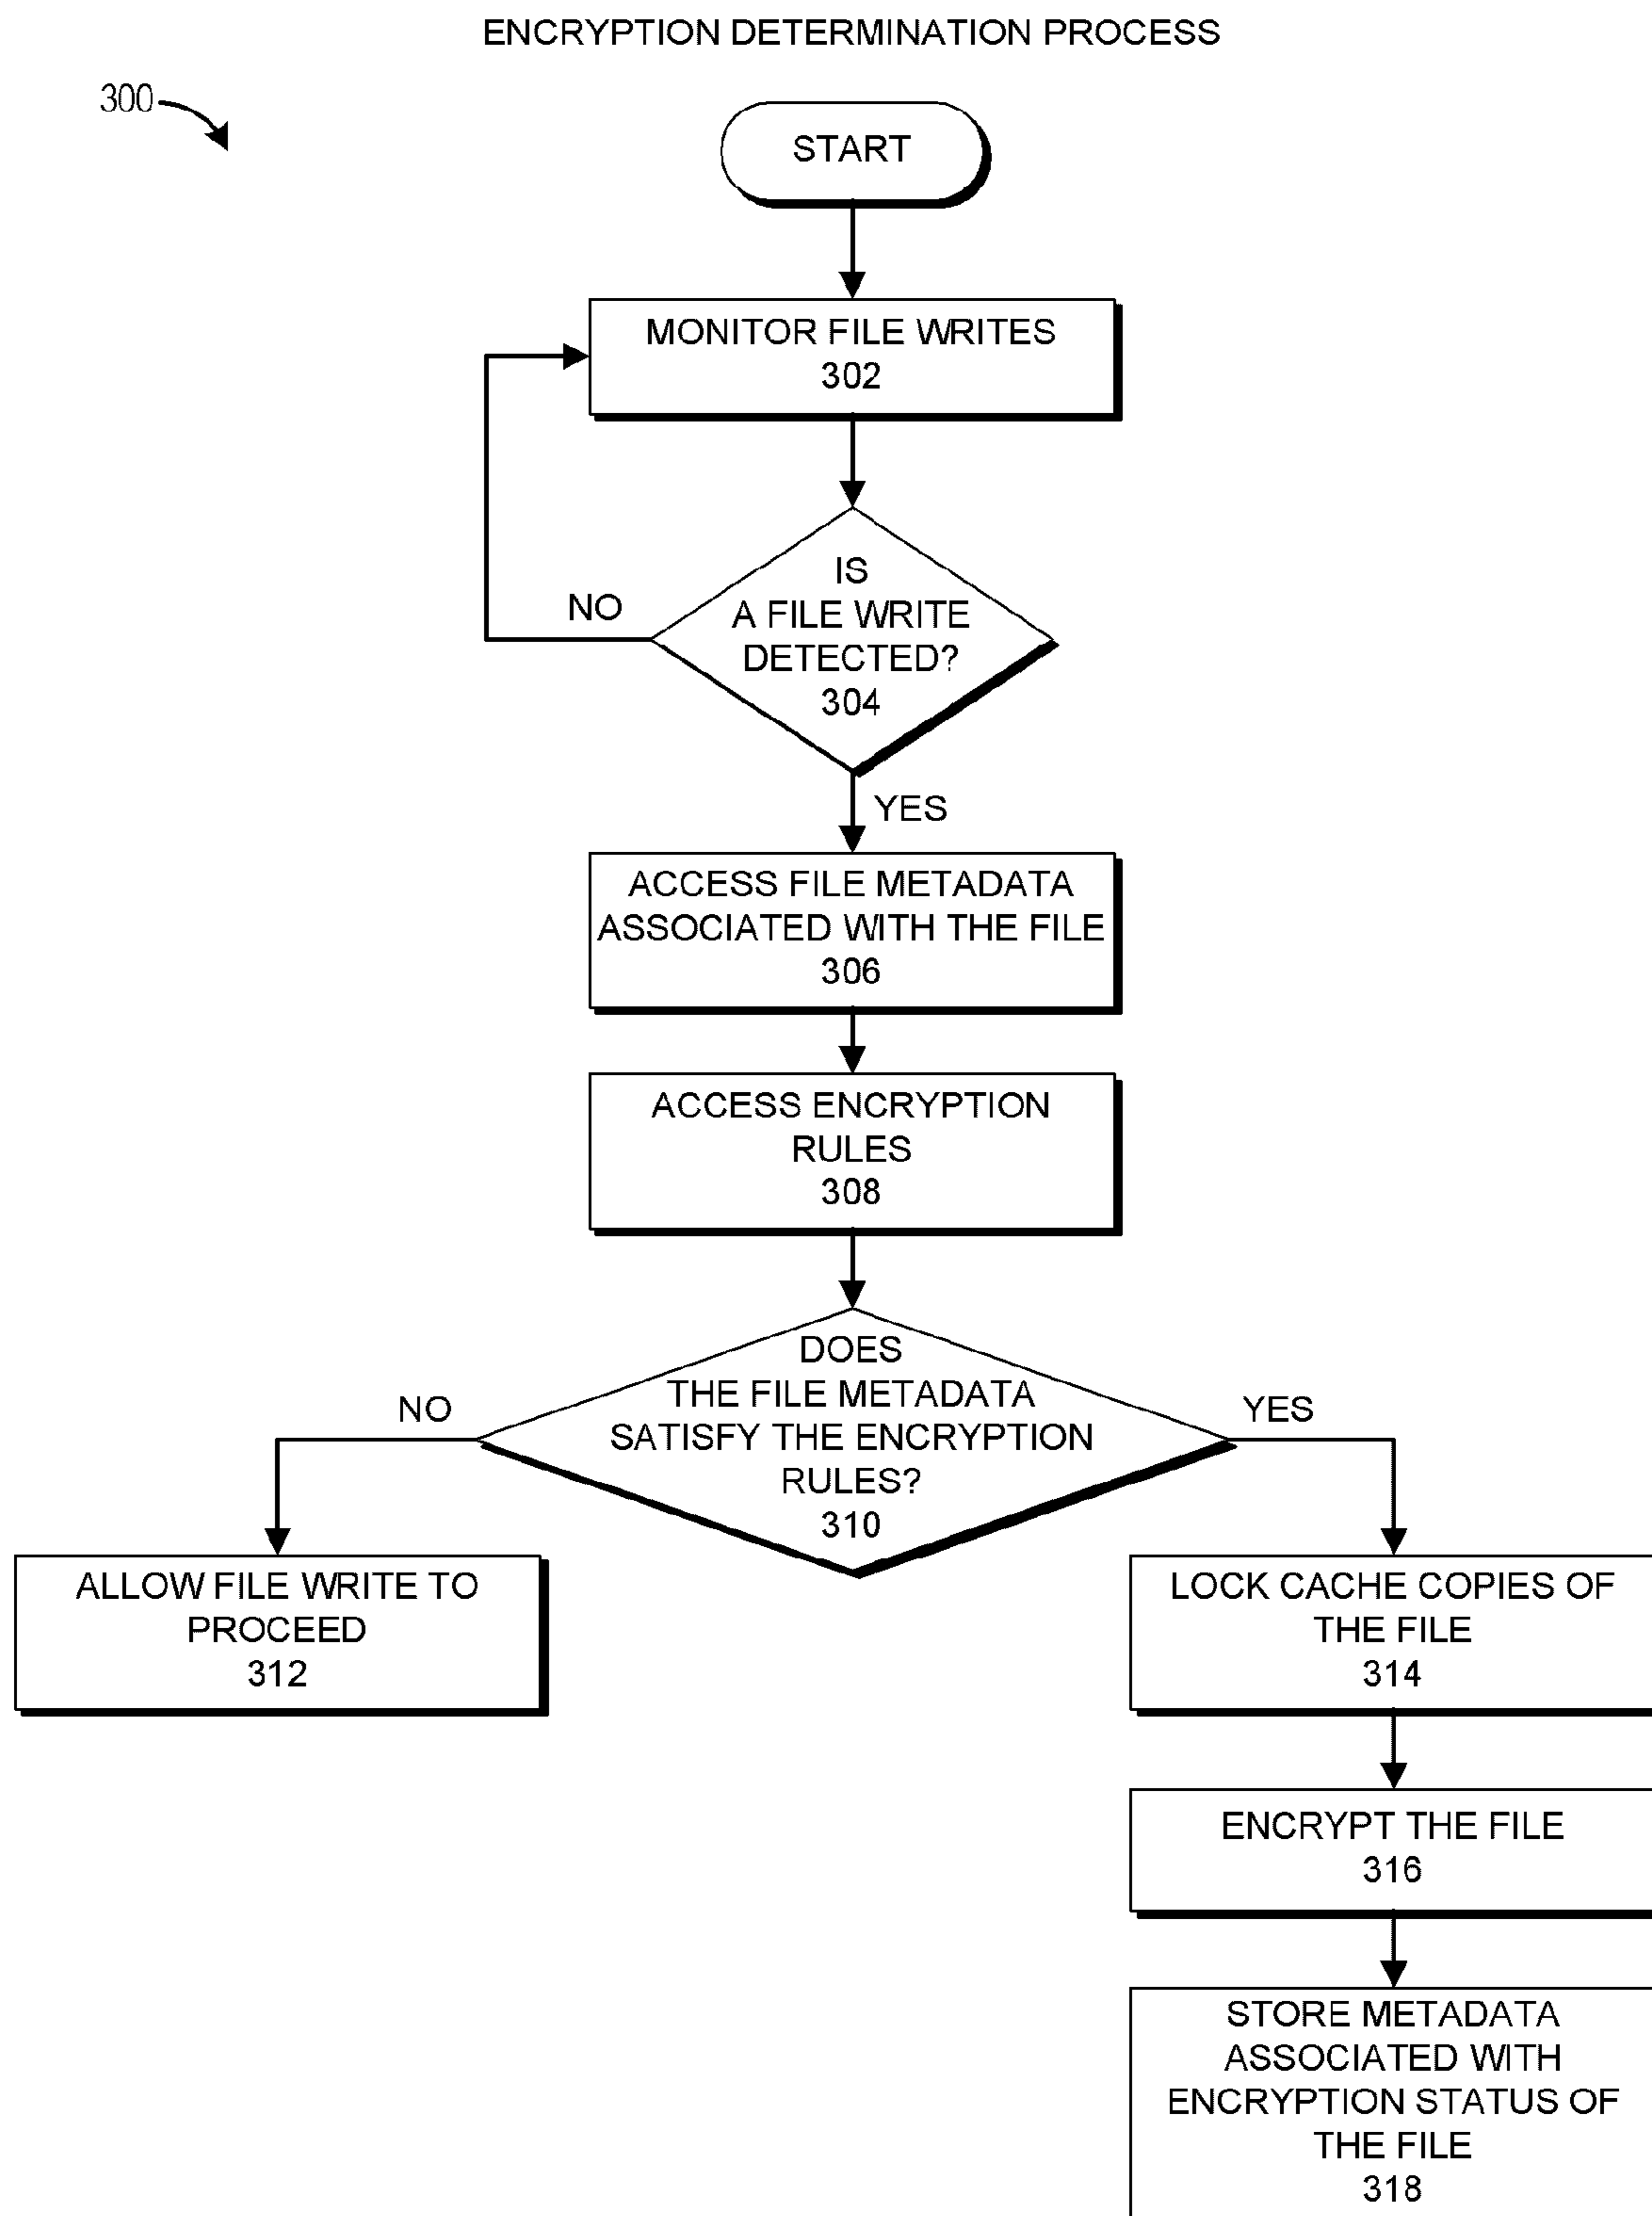 ENCRYPTION DETERMINATION PROCESS
300
START
MONITOR FILE WRITES
302
IS
A FILE WRITE
DETECTED?
304
NO
YES
ACCESS FILE METADATA
ASSOCIATED WITH THE FILE
306
ACCESS ENCRYPTION
RULES
308
DOES
THE FILE METADATA
SATISFY THE ENCRYPTION
RULES?
310
NO
YES
ALLOW FILE WRITE TO
PROCEED
312
LOCK CACHE COPIES OF
THE FILE
314
ENCRYPT THE FILE
316
STORE METADATA
ASSOCIATED WITH
ENCRYPTION STATUS OF
THE FILE
318